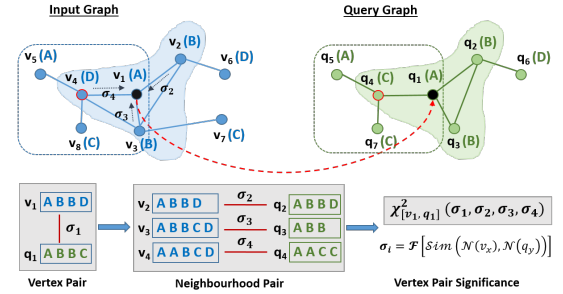 Input Graph
Query Graph
v₂ (B)
q₂ (B)
v₅ (A)
v₆ (D)
q₅ (A)
q₆ (D)
v₄ (D)
v₁ (A)
q₄ (C)
q₁ (A)
σ₂
σ₄
σ₃
v₈ (C)
v₃ (B)
v₇ (C)
q₇ (C)
q₃ (B)
v₁ A B B D
σ₁
q₁ A B B C
Vertex Pair
v₂ A B B D σ₂ q₂ A B B D
v₃ A B B C D σ₃ q₃ A B B
v₄ A A B C D σ₄ q₄ A A C C
Neighbourhood Pair
χ²[v₁, q₁] (σ₁, σ₂, σ₃, σ₄)
σᵢ = F[Sim (N(vₓ), N(q_y))]
Vertex Pair Significance